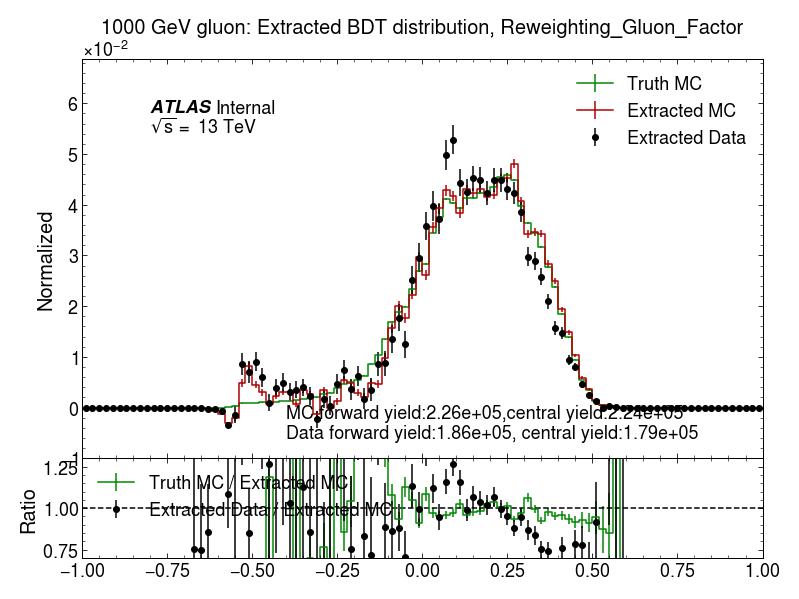 1000 GeV gluon: Extracted BDT distribution, Reweighting_Gluon_Factor
×10⁻²
ATLAS Internal
√s = 13 TeV
Truth MC
Extracted MC
Extracted Data
Normalized
6
5
4
3
2
1
0
MC forward yield:2.26e+05,central yield:2.24e+05
Data forward yield:1.86e+05, central yield:1.79e+05
1
Ratio
1.25
1.00
0.75
Truth MC / Extracted MC
Extracted Data / Extracted MC
−1.00 −0.75 −0.50 −0.25 0.00 0.25 0.50 0.75 1.00